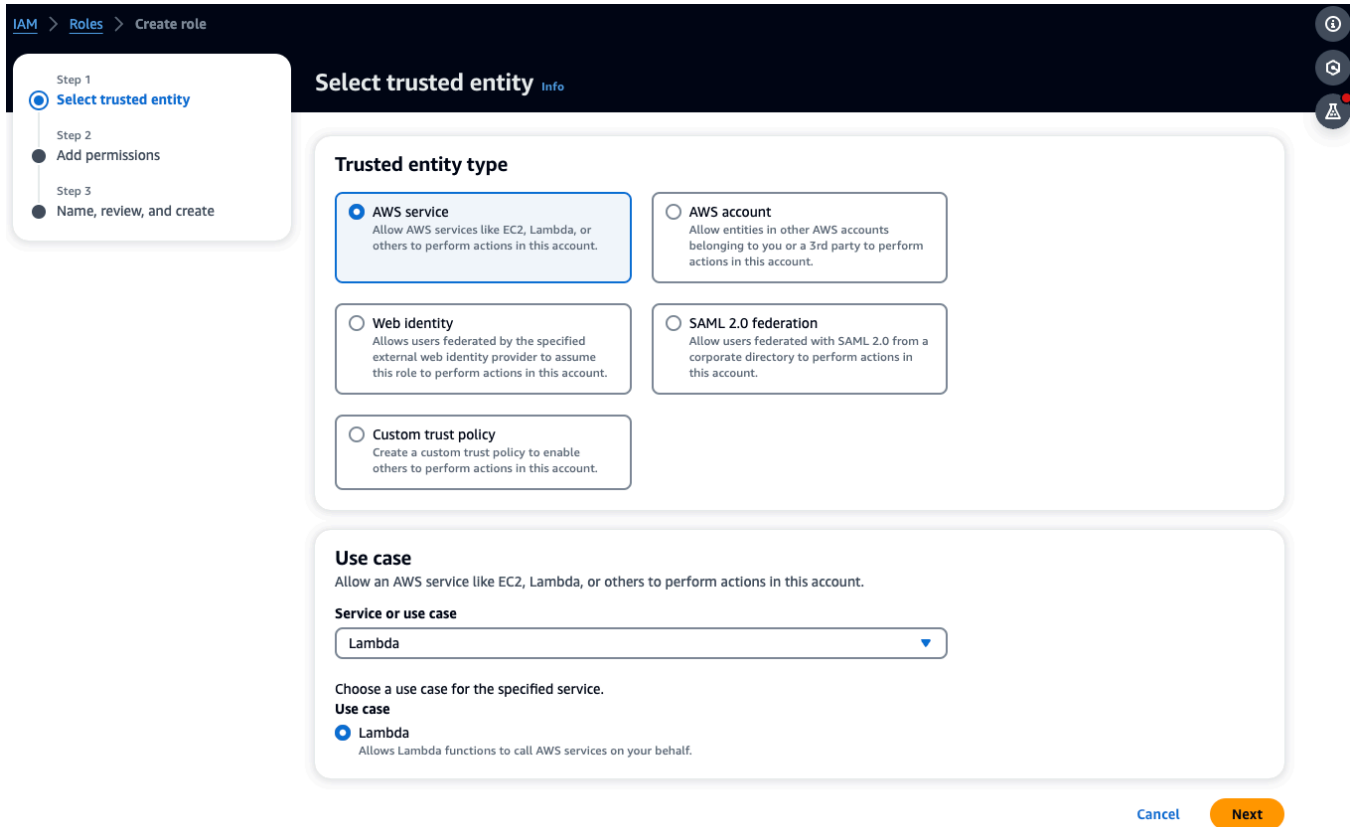 IAM > Roles > Create role
Step 1
Select trusted entity
Step 2
Add permissions
Step 3
Name, review, and create
Select trusted entity Info
Trusted entity type
AWS service
Allow AWS services like EC2, Lambda, or
others to perform actions in this account.
AWS account
Allow entities in other AWS accounts
belonging to you or a 3rd party to perform
actions in this account.
Web identity
Allows users federated by the specified
external web identity provider to assume
this role to perform actions in this account.
SAML 2.0 federation
Allow users federated with SAML 2.0 from a
corporate directory to perform actions in
this account.
Custom trust policy
Create a custom trust policy to enable
others to perform actions in this account.
Use case
Allow an AWS service like EC2, Lambda, or others to perform actions in this account.
Service or use case
Lambda
Choose a use case for the specified service.
Use case
Lambda
Allows Lambda functions to call AWS services on your behalf.
Cancel
Next